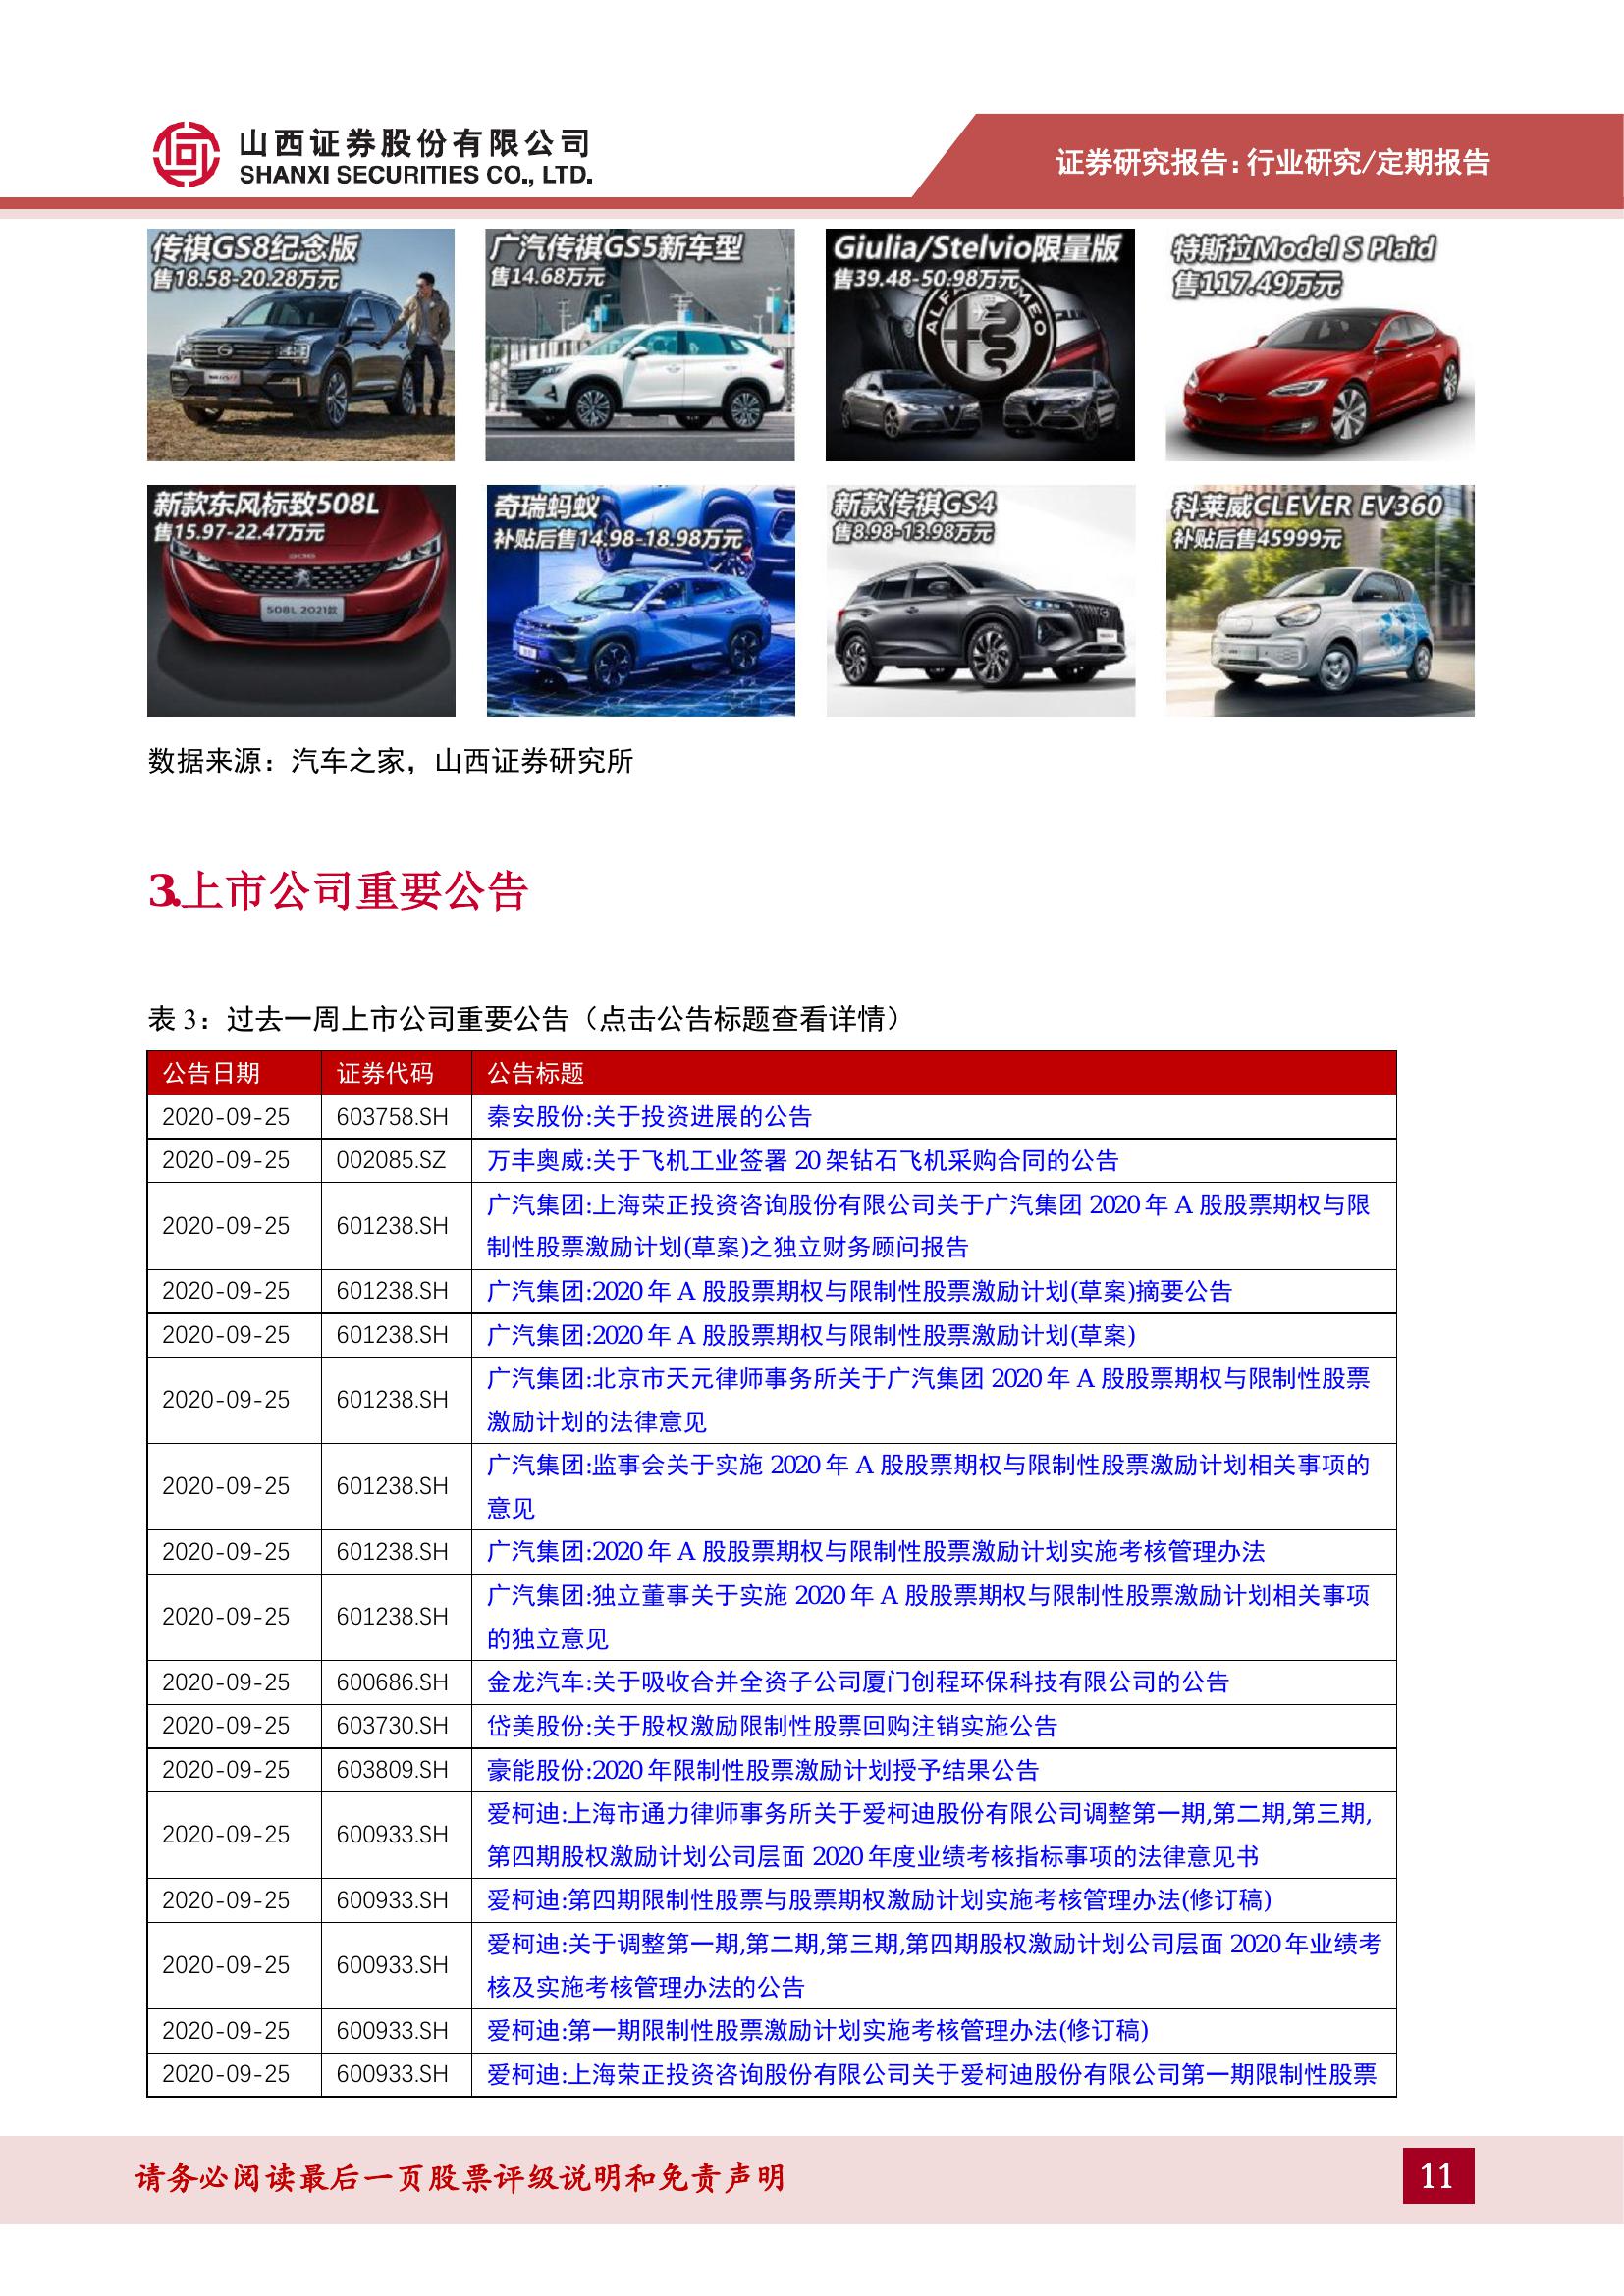 山西证券股份有限公司
SHANXI SECURITIES CO., LTD.
证券研究报告:行业研究/定期报告
传祺GS8纪念版
售18.58-20.28万元
广汽传祺GS5新车型
售14.68万元
Giulia/Stelvio限量版
售39.48-50.98万元
ALFA ROMEO
特斯拉Model S Plaid
售117.49万元
新款东风标致508L
售15.97-22.47万元
508L 2021款
奇瑞蚂蚁
补贴后售14.98-18.98万元
新款传祺GS4
售8.98-13.98万元
科莱威CLEVER EV360
补贴后售45999元
数据来源：汽车之家，山西证券研究所
3.上市公司重要公告
表 3：过去一周上市公司重要公告（点击公告标题查看详情）
公告日期 证券代码 公告标题
2020-09-25 603758.SH 秦安股份:关于投资进展的公告
2020-09-25 002085.SZ 万丰奥威:关于飞机工业签署 20 架钻石飞机采购合同的公告
2020-09-25 601238.SH 广汽集团:上海荣正投资咨询股份有限公司关于广汽集团 2020 年 A 股股票期权与限
制性股票激励计划(草案)之独立财务顾问报告
2020-09-25 601238.SH 广汽集团:2020 年 A 股股票期权与限制性股票激励计划(草案)摘要公告
2020-09-25 601238.SH 广汽集团:2020 年 A 股股票期权与限制性股票激励计划(草案)
2020-09-25 601238.SH 广汽集团:北京市天元律师事务所关于广汽集团 2020 年 A 股股票期权与限制性股票
激励计划的法律意见
2020-09-25 601238.SH 广汽集团:监事会关于实施 2020 年 A 股股票期权与限制性股票激励计划相关事项的
意见
2020-09-25 601238.SH 广汽集团:2020 年 A 股股票期权与限制性股票激励计划实施考核管理办法
2020-09-25 601238.SH 广汽集团:独立董事关于实施 2020 年 A 股股票期权与限制性股票激励计划相关事项
的独立意见
2020-09-25 600686.SH 金龙汽车:关于吸收合并全资子公司厦门创程环保科技有限公司的公告
2020-09-25 603730.SH 岱美股份:关于股权激励限制性股票回购注销实施公告
2020-09-25 603809.SH 豪能股份:2020 年限制性股票激励计划授予结果公告
2020-09-25 600933.SH 爱柯迪:上海市通力律师事务所关于爱柯迪股份有限公司调整第一期,第二期,第三期,
第四期股权激励计划公司层面 2020 年度业绩考核指标事项的法律意见书
2020-09-25 600933.SH 爱柯迪:第四期限制性股票与股票期权激励计划实施考核管理办法(修订稿)
2020-09-25 600933.SH 爱柯迪:关于调整第一期,第二期,第三期,第四期股权激励计划公司层面 2020 年业绩考
核及实施考核管理办法的公告
2020-09-25 600933.SH 爱柯迪:第一期限制性股票激励计划实施考核管理办法(修订稿)
2020-09-25 600933.SH 爱柯迪:上海荣正投资咨询股份有限公司关于爱柯迪股份有限公司第一期限制性股票
请务必阅读最后一页股票评级说明和免责声明
11